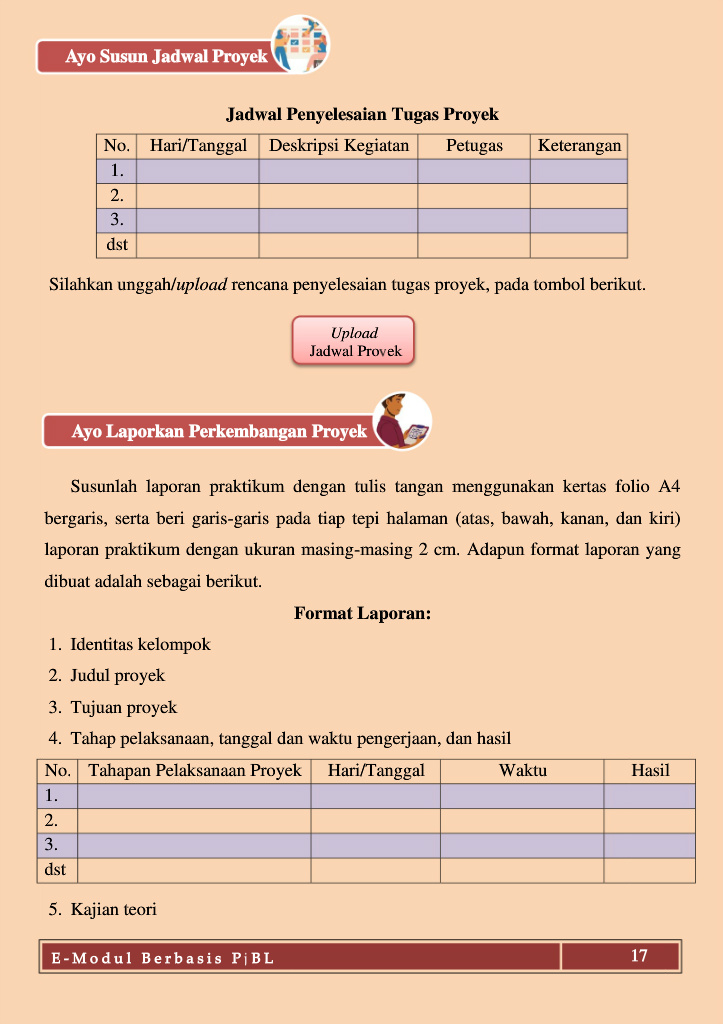 Ayo Susun Jadwal Proyek
Jadwal Penyelesaian Tugas Proyek
No. Hari/Tanggal Deskripsi Kegiatan Petugas Keterangan
1.
2.
3.
dst
Silahkan unggah/upload rencana penyelesaian tugas proyek, pada tombol berikut.
Upload
Jadwal Proyek
Ayo Laporkan Perkembangan Proyek
Susunlah laporan praktikum dengan tulis tangan menggunakan kertas folio A4
bergaris, serta beri garis-garis pada tiap tepi halaman (atas, bawah, kanan, dan kiri)
laporan praktikum dengan ukuran masing-masing 2 cm. Adapun format laporan yang
dibuat adalah sebagai berikut.
Format Laporan:
1. Identitas kelompok
2. Judul proyek
3. Tujuan proyek
4. Tahap pelaksanaan, tanggal dan waktu pengerjaan, dan hasil
No. Tahapan Pelaksanaan Proyek Hari/Tanggal Waktu Hasil
1.
2.
3.
dst
5. Kajian teori
E-Modul Berbasis PjBL 17